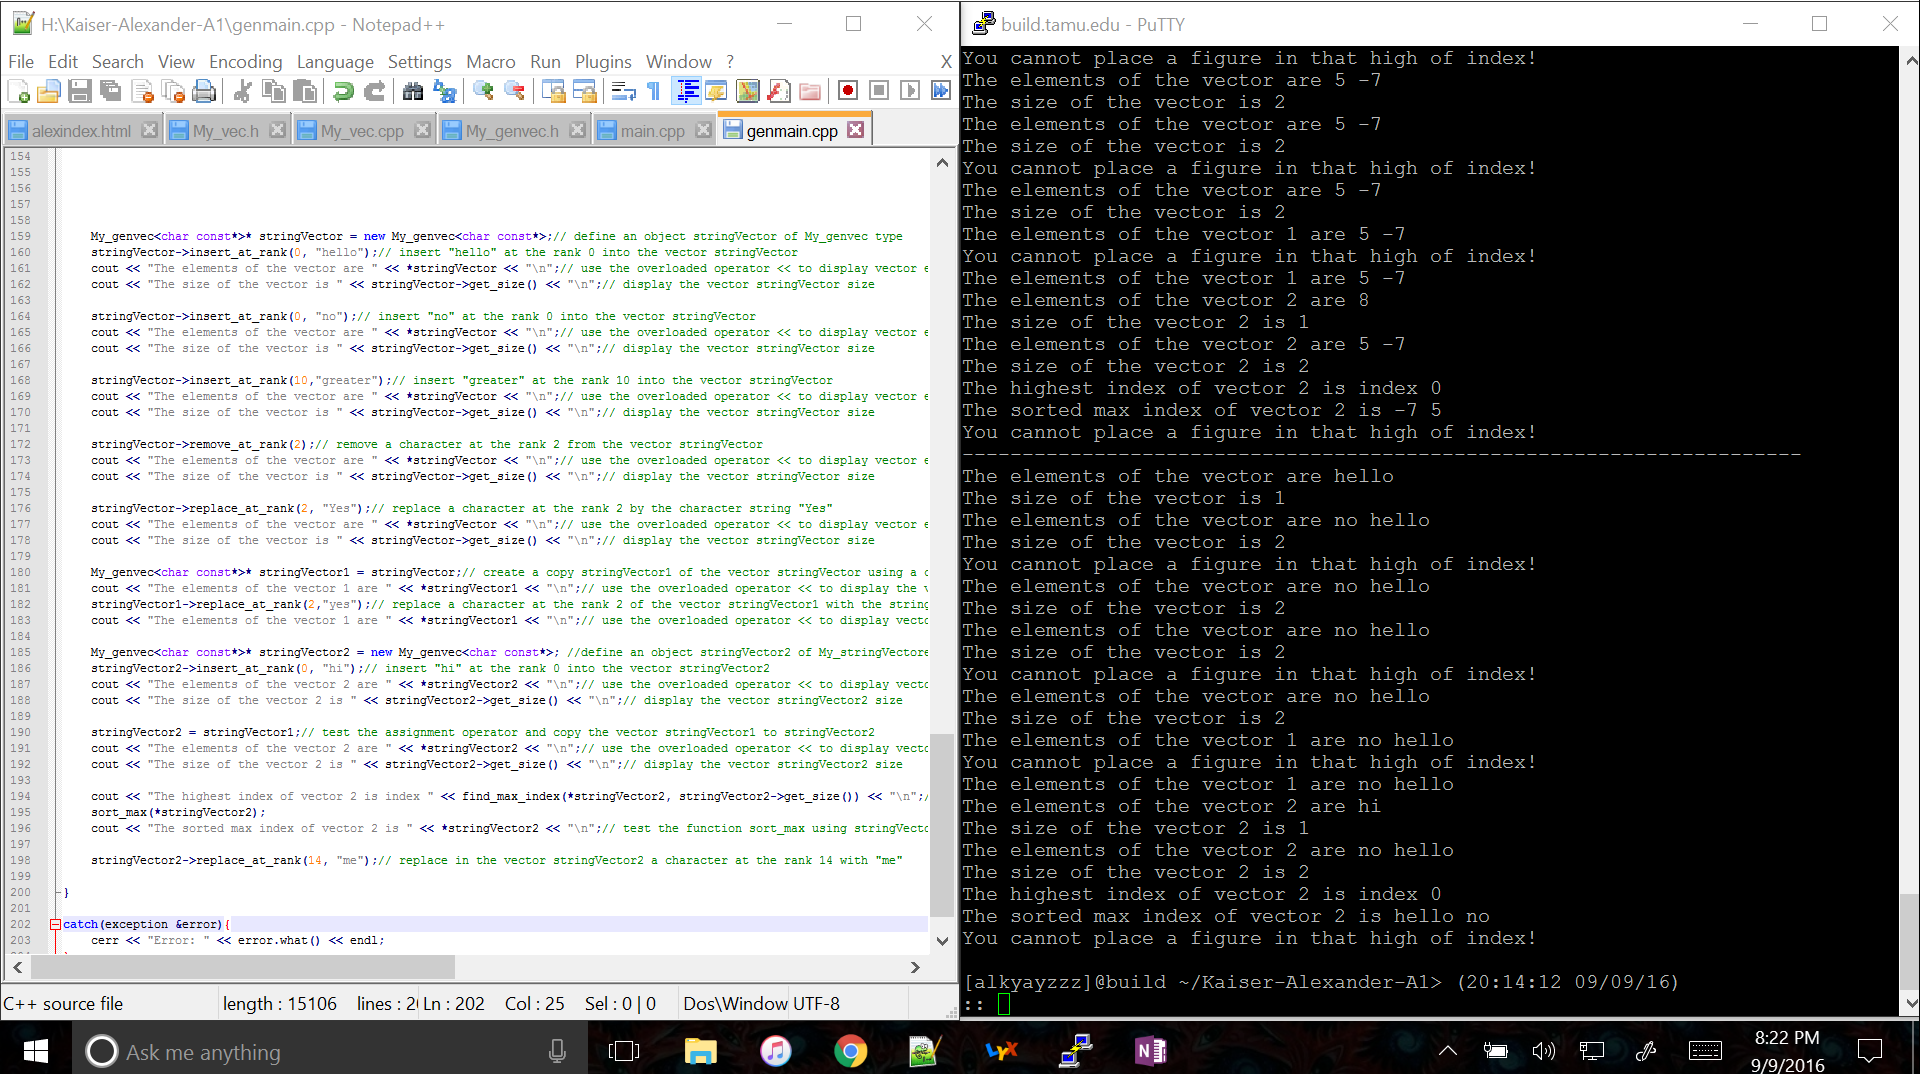 H:\Kaiser-Alexander-A1\genmain.cpp - Notepad++
File Edit Search View Encoding Language Settings Macro Run Plugins Window ? X
alexindex.html My_vec.h My_vec.cpp My_genvec.h main.cpp genmain.cpp
154
155
156
157
158
159 My_genvec<char const*>* stringVector = new My_genvec<char const*>;// define an object stringVector of My_genvec type
160 stringVector->insert_at_rank(0, "hello");// insert "hello" at the rank 0 into the vector stringVector
161 cout << "The elements of the vector are " << *stringVector << "\n";// use the overloaded operator << to display vector e
162 cout << "The size of the vector is " << stringVector->get_size() << "\n";// display the vector stringVector size
163
164 stringVector->insert_at_rank(0, "no");// insert "no" at the rank 0 into the vector stringVector
165 cout << "The elements of the vector are " << *stringVector << "\n";// use the overloaded operator << to display vector e
166 cout << "The size of the vector is " << stringVector->get_size() << "\n";// display the vector stringVector size
167
168 stringVector->insert_at_rank(10,"greater");// insert "greater" at the rank 10 into the vector stringVector
169 cout << "The elements of the vector are " << *stringVector << "\n";// use the overloaded operator << to display vector e
170 cout << "The size of the vector is " << stringVector->get_size() << "\n";// display the vector stringVector size
171
172 stringVector->remove_at_rank(2);// remove a character at the rank 2 from the vector stringVector
173 cout << "The elements of the vector are " << *stringVector << "\n";// use the overloaded operator << to display vector e
174 cout << "The size of the vector is " << stringVector->get_size() << "\n";// display the vector stringVector size
175
176 stringVector->replace_at_rank(2, "Yes");// replace a character at the rank 2 by the character string "Yes"
177 cout << "The elements of the vector are " << *stringVector << "\n";// use the overloaded operator << to display vector e
178 cout << "The size of the vector is " << stringVector->get_size() << "\n";// display the vector stringVector size
179
180 My_genvec<char const*>* stringVector1 = stringVector;// create a copy stringVector1 of the vector stringVector using a c
181 cout << "The elements of the vector 1 are " << *stringVector1 << "\n";// use the overloaded operator << to display the v
182 stringVector1->replace_at_rank(2,"yes");// replace a character at the rank 2 of the vector stringVector1 with the string
183 cout << "The elements of the vector 1 are " << *stringVector1 << "\n";// use the overloaded operator << to display vecto
184
185 My_genvec<char const*>* stringVector2 = new My_genvec<char const*>; //define an object stringVector2 of My_stringVectore
186 stringVector2->insert_at_rank(0, "hi");// insert "hi" at the rank 0 into the vector stringVector2
187 cout << "The elements of the vector 2 are " << *stringVector2 << "\n";// use the overloaded operator << to display vecto
188 cout << "The size of the vector 2 is " << stringVector2->get_size() << "\n";// display the vector stringVector2 size
189
190 stringVector2 = stringVector1;// test the assignment operator and copy the vector stringVector1 to stringVector2
191 cout << "The elements of the vector 2 are " << *stringVector2 << "\n";// use the overloaded operator << to display vecto
192 cout << "The size of the vector 2 is " << stringVector2->get_size() << "\n";// display the vector stringVector2 size
193
194 cout << "The highest index of vector 2 is index " << find_max_index(*stringVector2, stringVector2->get_size()) << "\n";/
195 sort_max(*stringVector2);
196 cout << "The sorted max index of vector 2 is " << *stringVector2 << "\n";// test the function sort_max using stringVecto
197
198 stringVector2->replace_at_rank(14, "me");// replace in the vector stringVector2 a character at the rank 14 with "me"
199
200 }
201
202 catch(exception &error){
203 cerr << "Error: " << error.what() << endl;
C++ source file length : 15106 lines : 2 Ln : 202 Col : 25 Sel : 0 | 0 Dos\Window UTF-8
build.tamu.edu - PuTTY
You cannot place a figure in that high of index!
The elements of the vector are 5 -7
The size of the vector is 2
The elements of the vector are 5 -7
The size of the vector is 2
You cannot place a figure in that high of index!
The elements of the vector are 5 -7
The size of the vector is 2
The elements of the vector 1 are 5 -7
You cannot place a figure in that high of index!
The elements of the vector 1 are 5 -7
The elements of the vector 2 are 8
The size of the vector 2 is 1
The elements of the vector 2 are 5 -7
The size of the vector 2 is 2
The highest index of vector 2 is index 0
The sorted max index of vector 2 is -7 5
You cannot place a figure in that high of index!
----------------------------------------------------------------------
The elements of the vector are hello
The size of the vector is 1
The elements of the vector are no hello
The size of the vector is 2
You cannot place a figure in that high of index!
The elements of the vector are no hello
The size of the vector is 2
The elements of the vector are no hello
The size of the vector is 2
You cannot place a figure in that high of index!
The elements of the vector are no hello
The size of the vector is 2
The elements of the vector 1 are no hello
You cannot place a figure in that high of index!
The elements of the vector 1 are no hello
The elements of the vector 2 are hi
The size of the vector 2 is 1
The elements of the vector 2 are no hello
The size of the vector 2 is 2
The highest index of vector 2 is index 0
The sorted max index of vector 2 is hello no
You cannot place a figure in that high of index!
[alkyayzzz]@build ~/Kaiser-Alexander-A1> (20:14:12 09/09/16)
::
Ask me anything
8:22 PM
9/9/2016